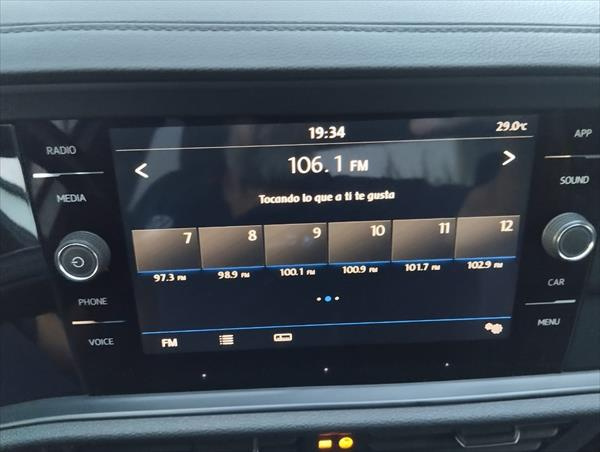 19:34
29.0°C
RADIO
APP
106.1 FM
SOUND
MEDIA
Tocando lo que a ti te gusta
7 8 9 10 11 12
97.3 FM 98.9 FM 100.1 FM 100.9 FM 101.7 FM 102.9 FM
PHONE
CAR
VOICE
FM
MENU